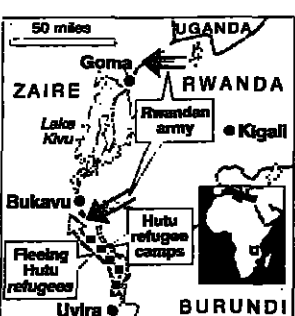 50 miles
UGANDA
Goma
ZAIRE
RWANDA
Rwandan
army
Lake
Kivu
Kigali
Bukavu
Hutu
refugee
camps
Fleeing
Hutu
refugees
Uvira
BURUNDI